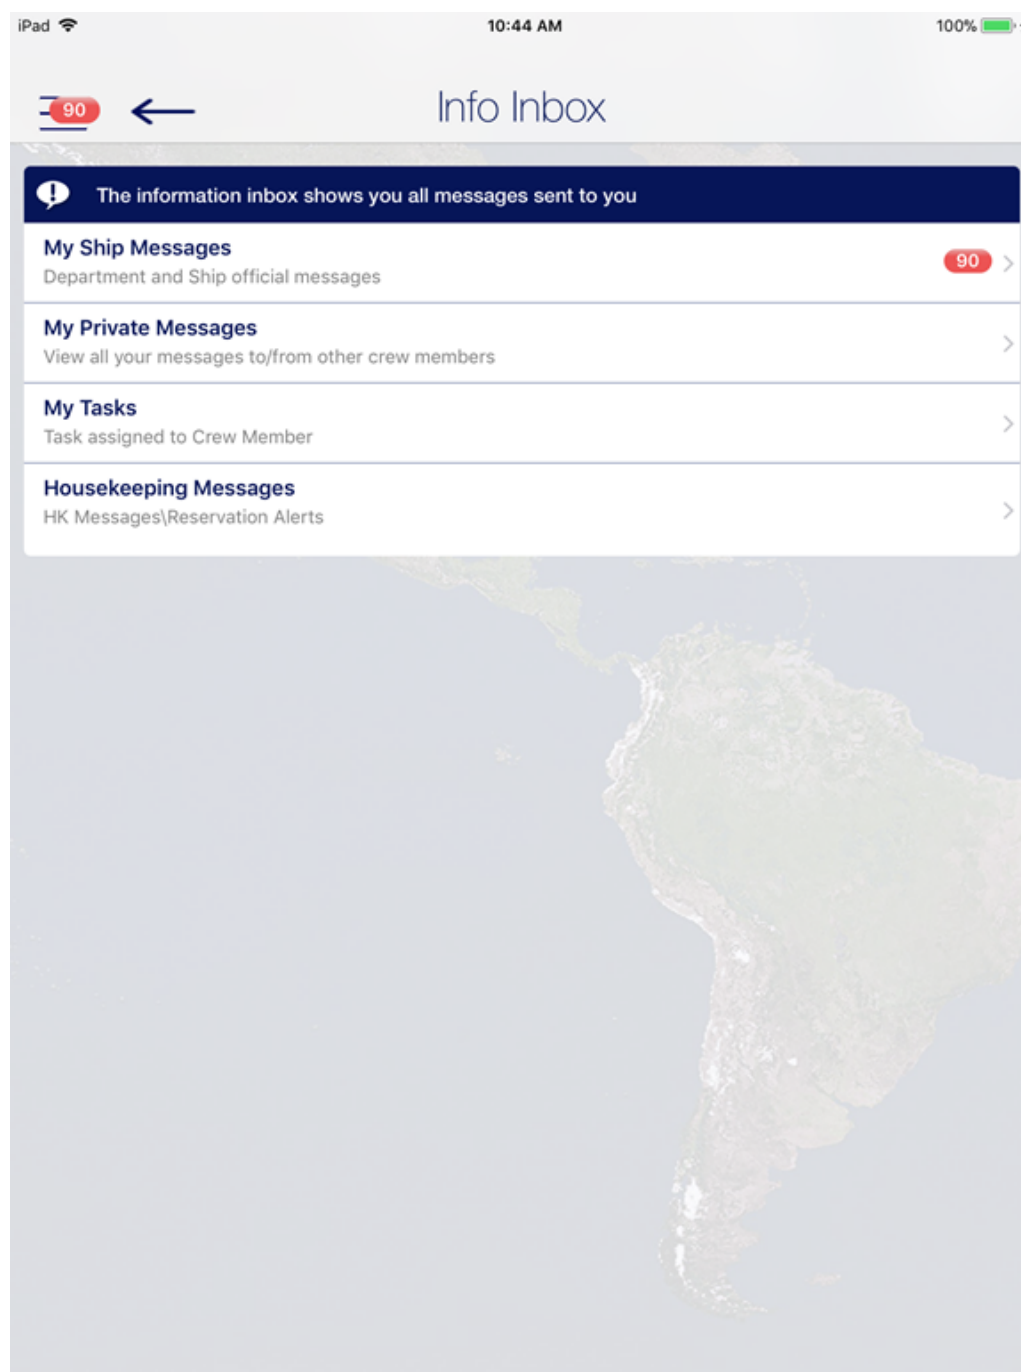 iPad 10:44 AM 100%
90 Info Inbox
The information inbox shows you all messages sent to you
My Ship Messages
Department and Ship official messages
90
My Private Messages
View all your messages to/from other crew members
My Tasks
Task assigned to Crew Member
Housekeeping Messages
HK Messages\Reservation Alerts